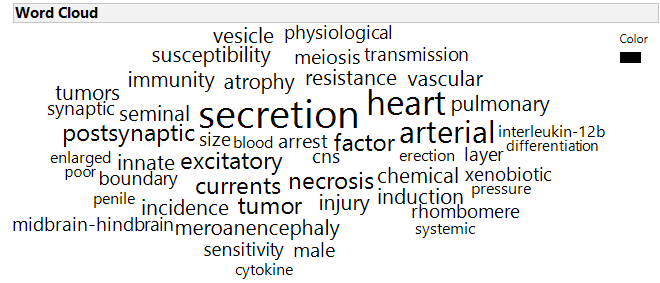 Word Cloud
Color
vesicle physiological
susceptibility meiosis transmission
immunity atrophy resistance vascular
tumors
synaptic seminal secretion heart pulmonary
postsynaptic size blood arrest factor arterial interleukin-12b
differentiation
enlarged innate excitatory cns erection layer
poor boundary currents necrosis chemical xenobiotic
penile incidence tumor injury induction pressure
rhombomere
midbrain-hindbrain meroanencephaly systemic
sensitivity male
cytokine